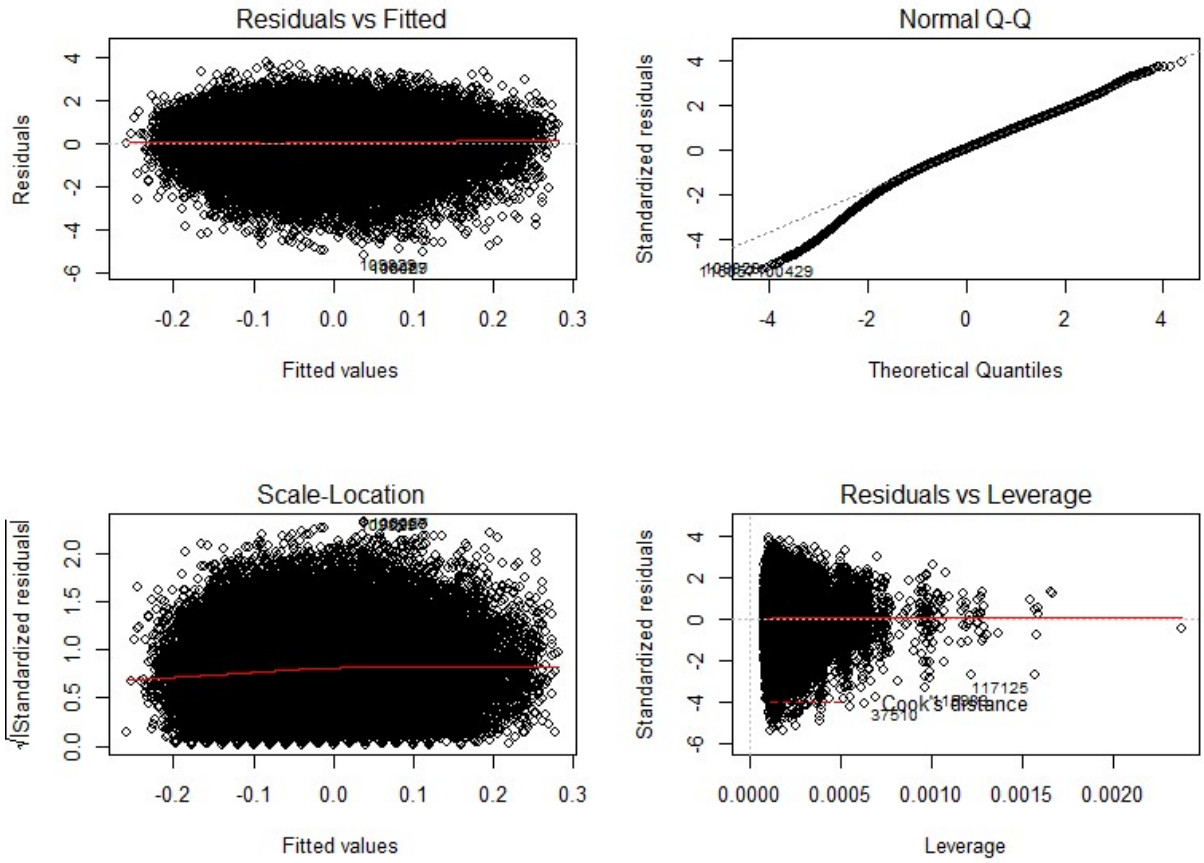 Residuals vs Fitted
Residuals
4
2
0
-2
-4
-6
-0.2 -0.1 0.0 0.1 0.2 0.3
Fitted values
Normal Q-Q
Standardized residuals
4
2
0
-2
-4
100429
-4 -2 0 2 4
Theoretical Quantiles
Scale-Location
√|Standardized residuals|
2.0
1.5
1.0
0.5
0.0
-0.2 -0.1 0.0 0.1 0.2 0.3
Fitted values
Residuals vs Leverage
Standardized residuals
4
2
0
-2
-4
-6
117125
Cook's distance
37510
0.0000 0.0005 0.0010 0.0015 0.0020
Leverage